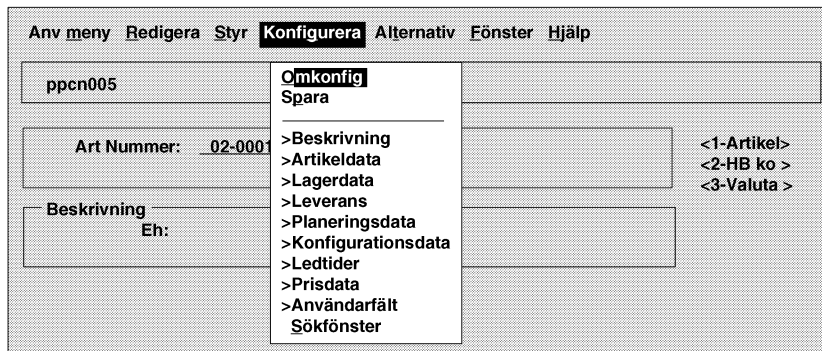 Anv meny Redigera Styr Konfigurera Alternativ Fönster Hjälp
ppcn005
Omkonfig
Spara
Art Nummer: 02-0001
>Beskrivning
>Artikeldata
>Lagerdata
>Leverans
>Planeringsdata
>Konfigurationsdata
>Ledtider
>Prisdata
>Användarfält
Sökfönster
<1-Artikel>
<2-HB ko >
<3-Valuta >
Beskrivning
Eh: